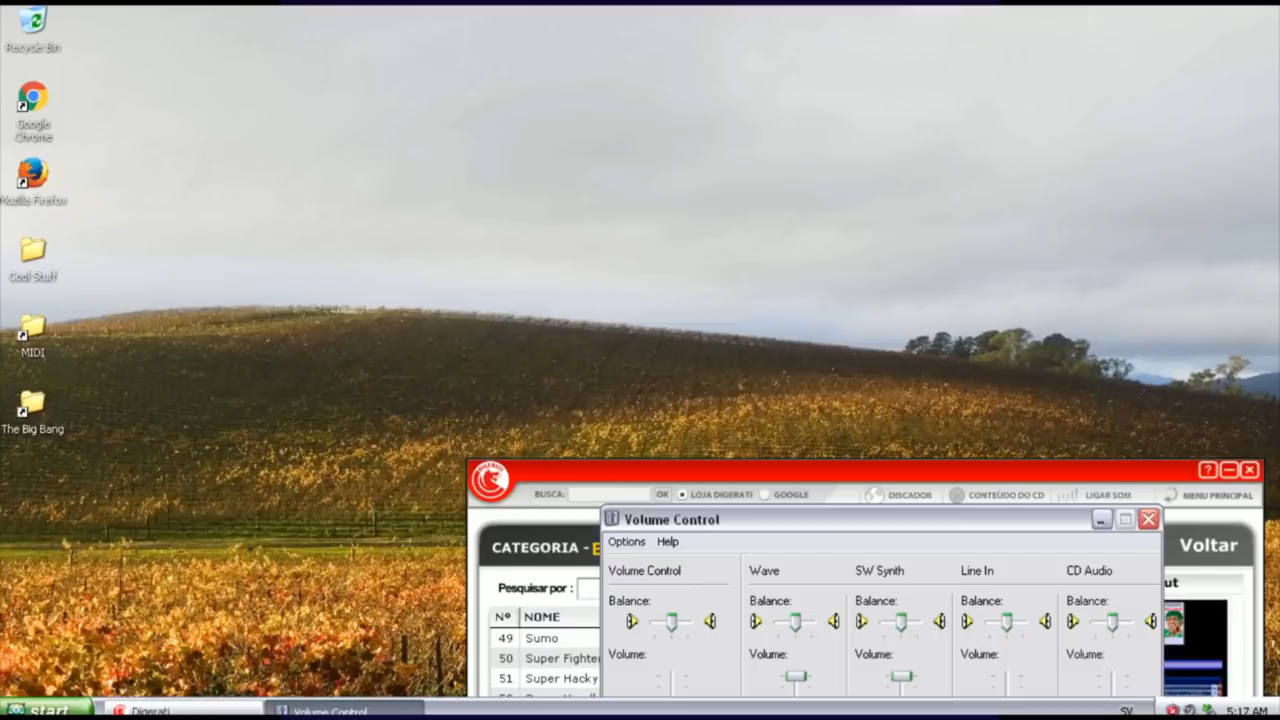 Recycle Bin
Google
Chrome
Mozilla Firefox
Cool Stuff
MIDI
The Big Bang
DIGERATI
BUSCA:
OK
LOJA DIGERATI
GOOGLE
DISCADOR
CONTEÚDO DO CD
LIGAR SOM
MENU PRINCIPAL
CATEGORIA -
Voltar
Pesquisar por :
Nº NOME
49 Sumo
50 Super Fighter
51 Super Hacky
Volume Control
Options Help
Volume Control Wave SW Synth Line In CD Audio
Balance: Balance: Balance: Balance: Balance:
Volume: Volume: Volume: Volume: Volume:
start
Digerati
Volume Control
SV
5:17 AM